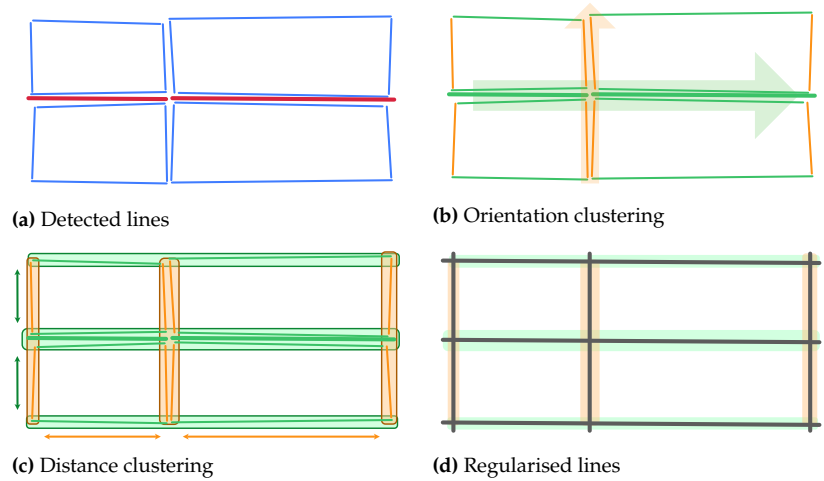 (a) Detected lines
(b) Orientation clustering
(c) Distance clustering
(d) Regularised lines